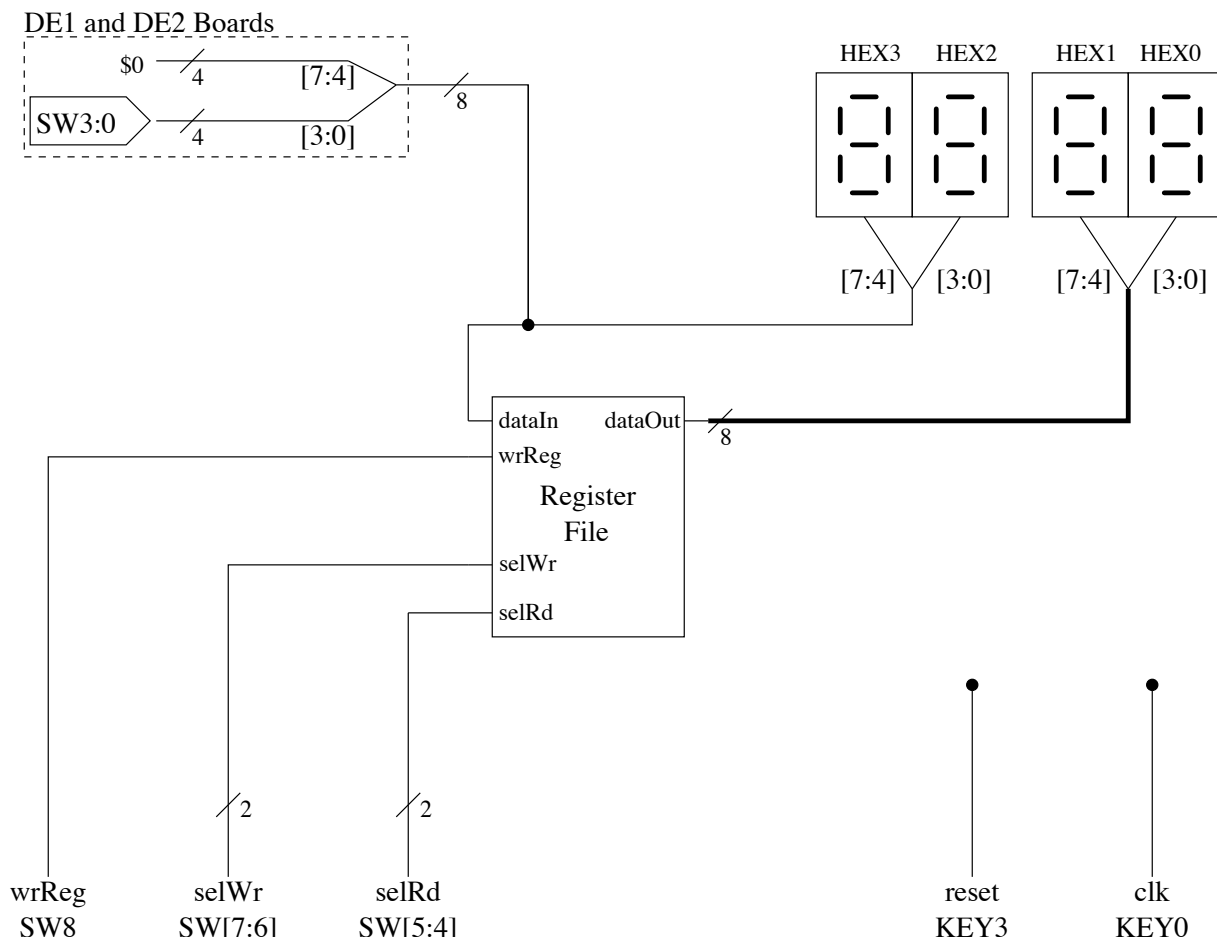 DE1 and DE2 Boards
HEX3 HEX2 HEX1 HEX0
$0 4 [7:4]
8
SW3:0 4 [3:0]
[7:4] [3:0] [7:4] [3:0]
dataIn dataOut
8
wrReg
Register
File
selWr
selRd
2 2
wrReg selWr selRd reset clk
SW8 SW[7:6] SW[5:4] KEY3 KEY0